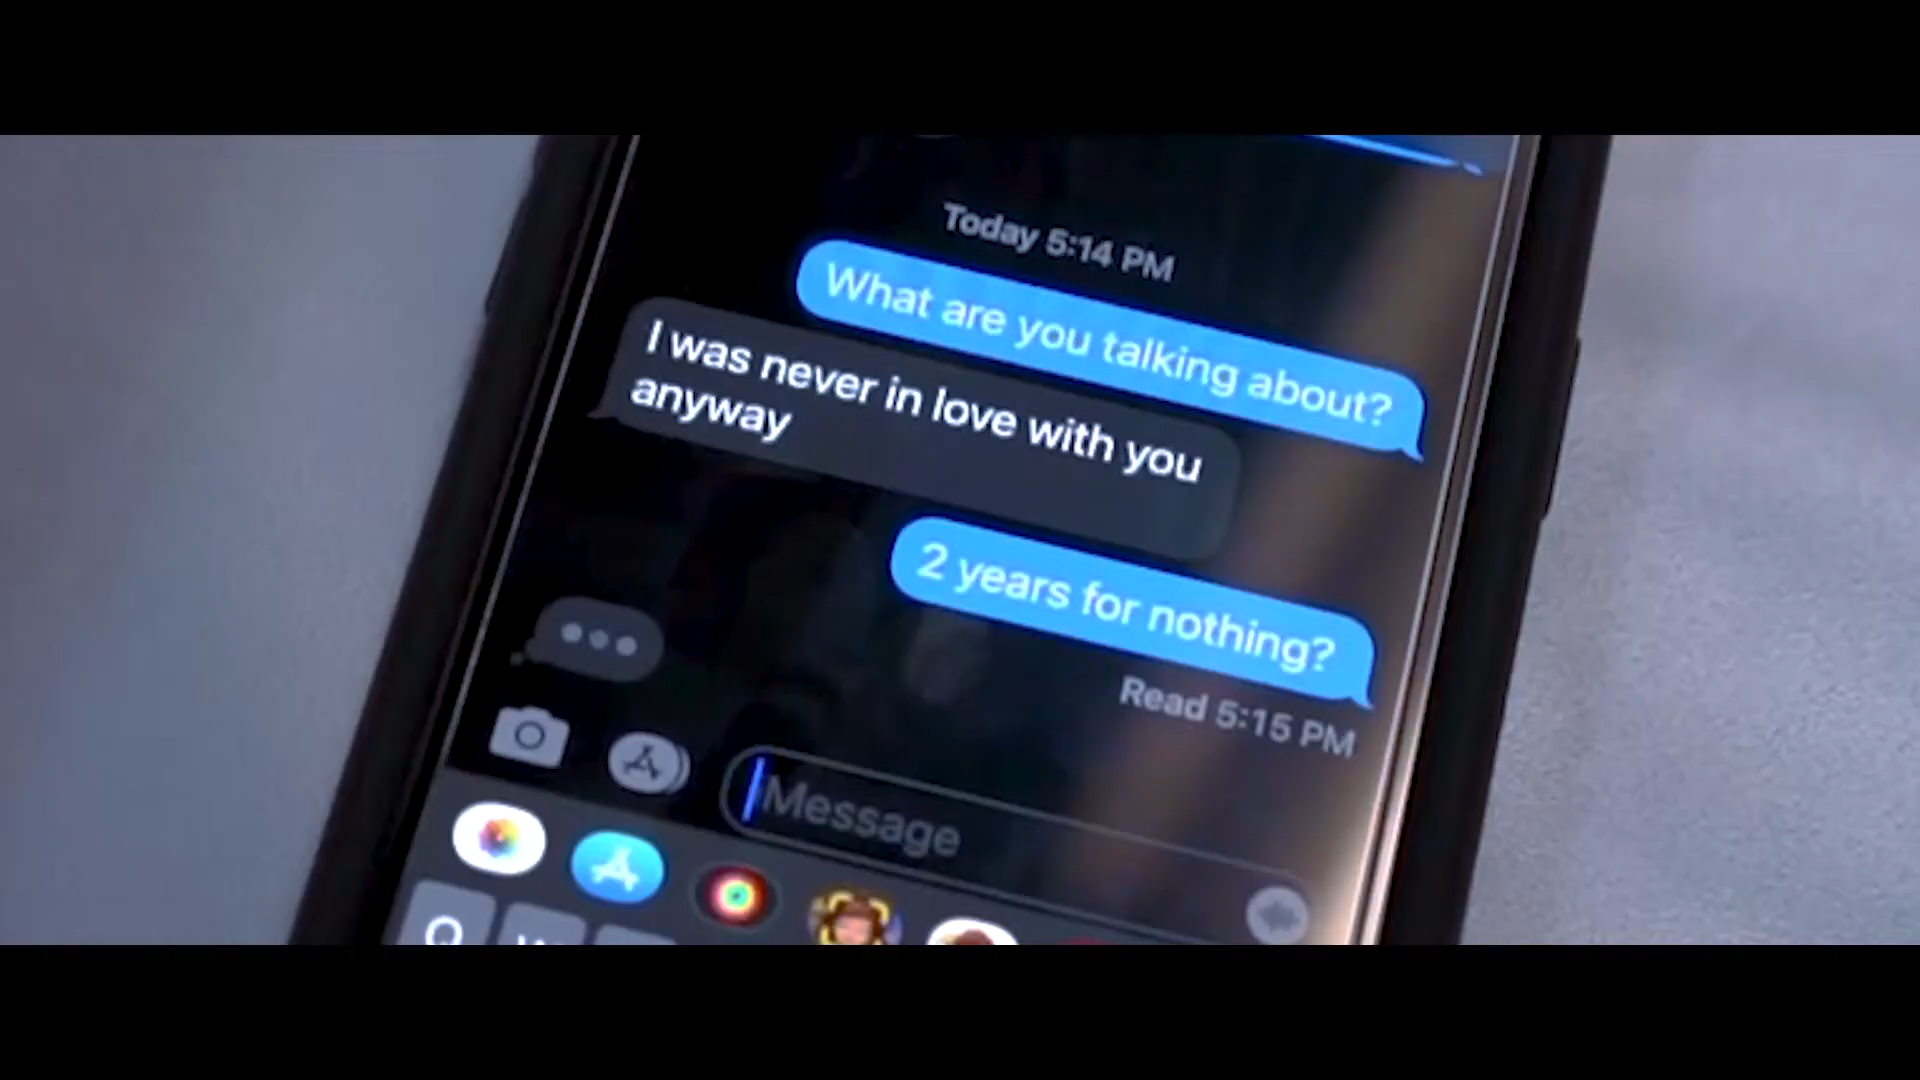 Today 5:14 PM
What are you talking about?
I was never in love with you
anyway
2 years for nothing?
Read 5:15 PM
iMessage
Q